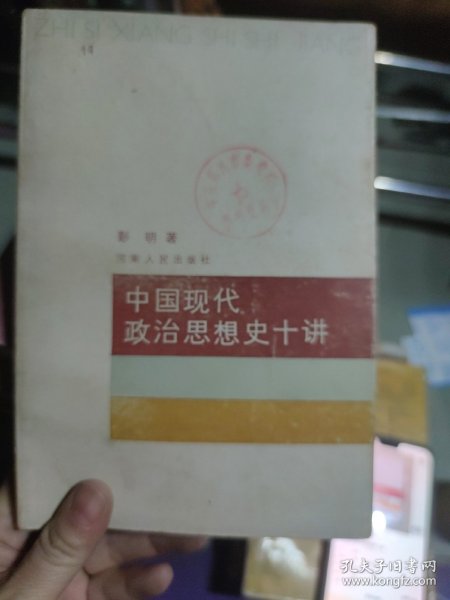 ZHI SI XIANG SHI SHI JIANG
彭 明 著
河南人民出版社
中国现代
政治思想史十讲
孔夫子旧书网
www.kongfz.com